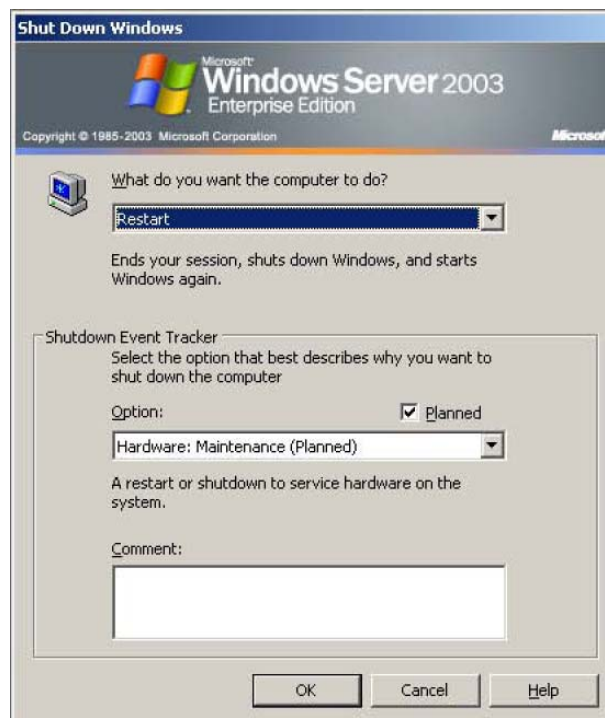 Shut Down Windows
Microsoft
Windows Server 2003
Enterprise Edition
Copyright © 1985-2003 Microsoft Corporation
Microsof
What do you want the computer to do?
Restart
Ends your session, shuts down Windows, and starts
Windows again.
Shutdown Event Tracker
Select the option that best describes why you want to
shut down the computer
Option:
Planned
Hardware: Maintenance (Planned)
A restart or shutdown to service hardware on the
system.
Comment:
OK
Cancel
Help